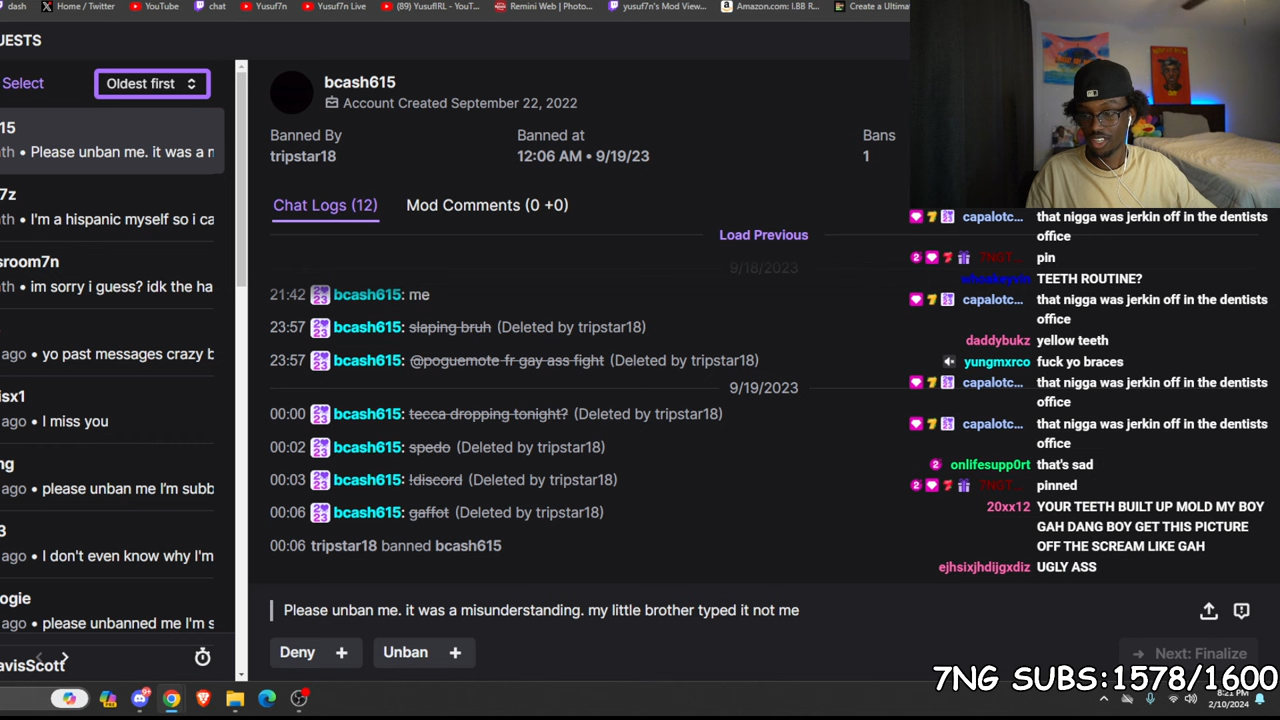 dash
Home / Twitter
YouTube
chat
Yusuf7n
Yusuf7n Live
(89) YusufIRL - YouT...
Remini Web | Photo...
yusuf7n's Mod View...
Amazon.com: I.BB R...
Create a Ultima
UESTS
Select
Oldest first
15
Please unban me. it was a m
7z
I'm a hispanic myself so i ca
sroom7n
im sorry i guess? idk the ha
ago • yo past messages crazy b
isx1
ago • I miss you
ng
ago • please unban me I'm subb
3
ago • I don't even know why I'm
ogie
ago • please unbanned me I'm s
avisScott
bcash615
Account Created September 22, 2022
Banned By
tripstar18
Banned at
12:06 AM • 9/19/23
Bans
1
Chat Logs (12)
Mod Comments (0 +0)
Load Previous
9/18/2023
21:42 bcash615: me
23:57 bcash615: slaping bruh (Deleted by tripstar18)
23:57 bcash615: @poguemote fr gay ass fight (Deleted by tripstar18)
9/19/2023
00:00 bcash615: tecca dropping tonight? (Deleted by tripstar18)
00:02 bcash615: spedo (Deleted by tripstar18)
00:03 bcash615: !discord (Deleted by tripstar18)
00:06 bcash615: gaffot (Deleted by tripstar18)
00:06 tripstar18 banned bcash615
Please unban me. it was a misunderstanding. my little brother typed it not me
Deny +
Unban +
Next: Finalize
capalotc... that nigga was jerkin off in the dentists
office
7NGT... pin
TEETH ROUTINE?
capalotc... that nigga was jerkin off in the dentists
office
daddybukz yellow teeth
yungmxrco fuck yo braces
capalotc... that nigga was jerkin off in the dentists
office
capalotc... that nigga was jerkin off in the dentists
office
onlifesupp0rt that's sad
7NGT... pinned
20xx12 YOUR TEETH BUILT UP MOLD MY BOY
GAH DANG BOY GET THIS PICTURE
OFF THE SCREAM LIKE GAH
ejhsixjhdijgxdiz UGLY ASS
7NG SUBS:1578/1600
8:21 PM
2/10/2024